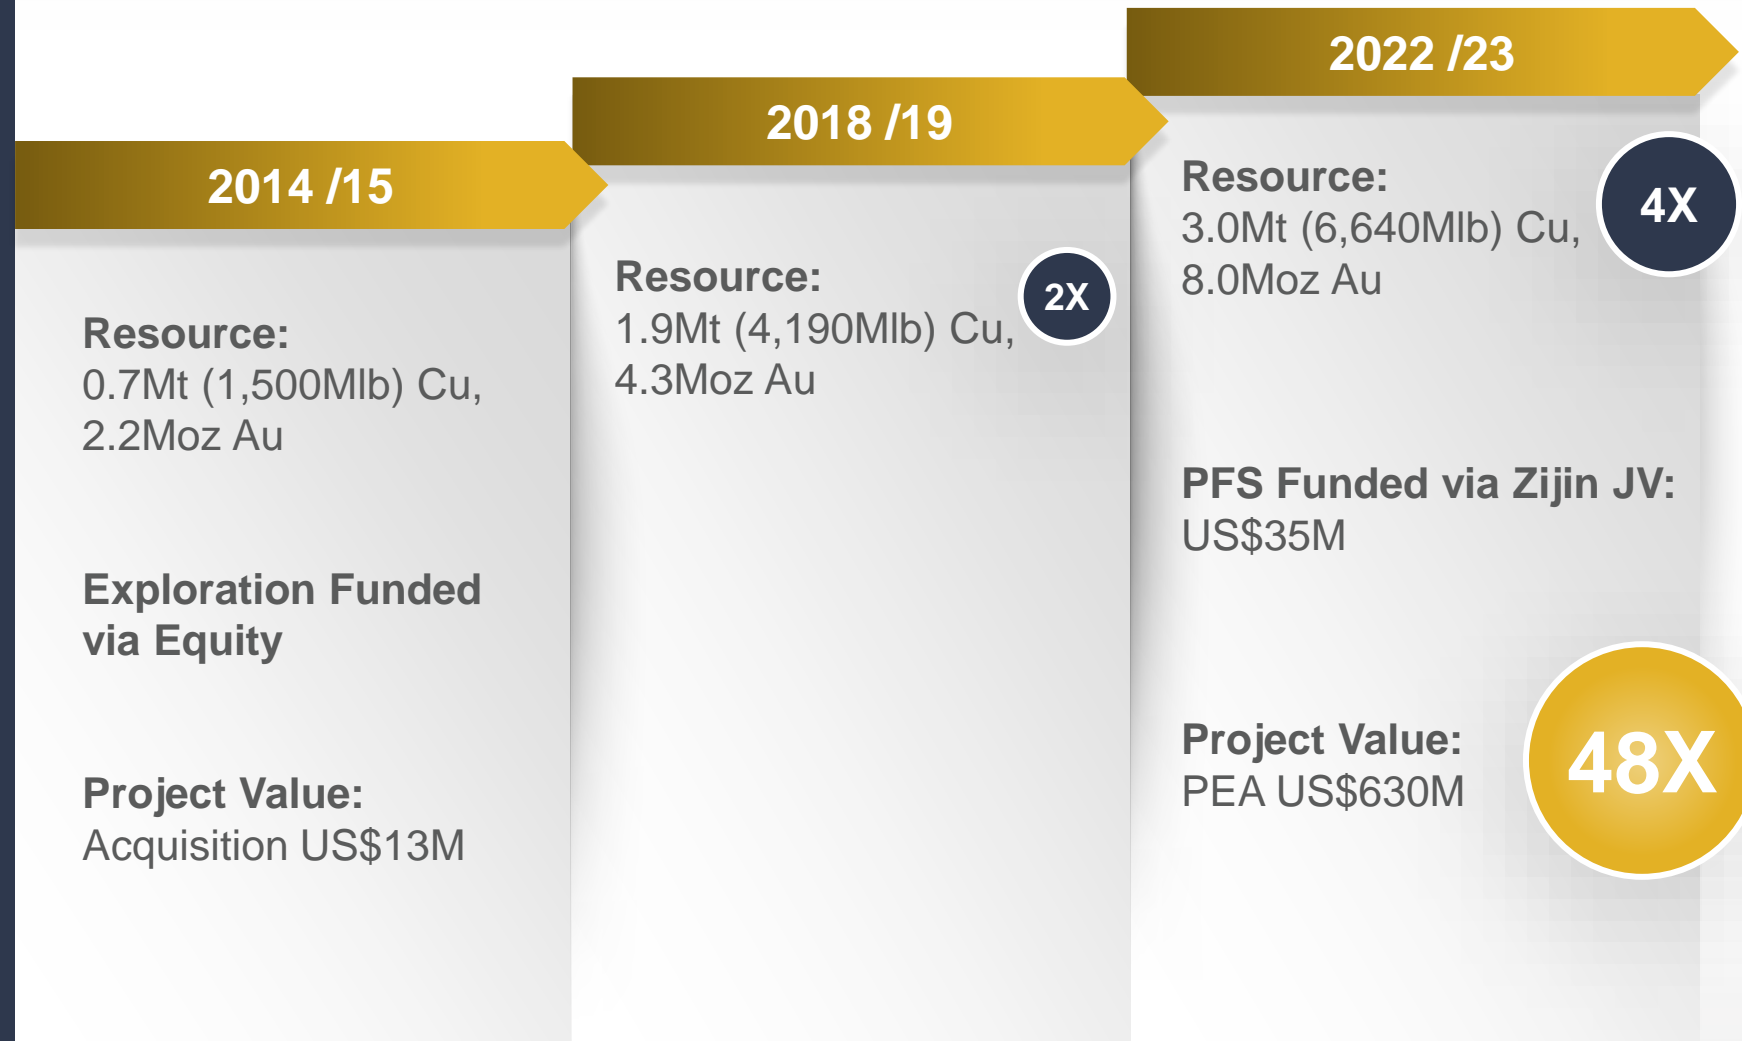 2014 /15
Resource:
0.7Mt (1,500Mlb) Cu,
2.2Moz Au
Exploration Funded
via Equity
Project Value:
Acquisition US$13M
2018 /19
Resource:
1.9Mt (4,190Mlb) Cu,
4.3Moz Au
2X
2022 /23
Resource:
3.0Mt (6,640Mlb) Cu,
8.0Moz Au
4X
PFS Funded via Zijin JV:
US$35M
Project Value:
PEA US$630M
48X